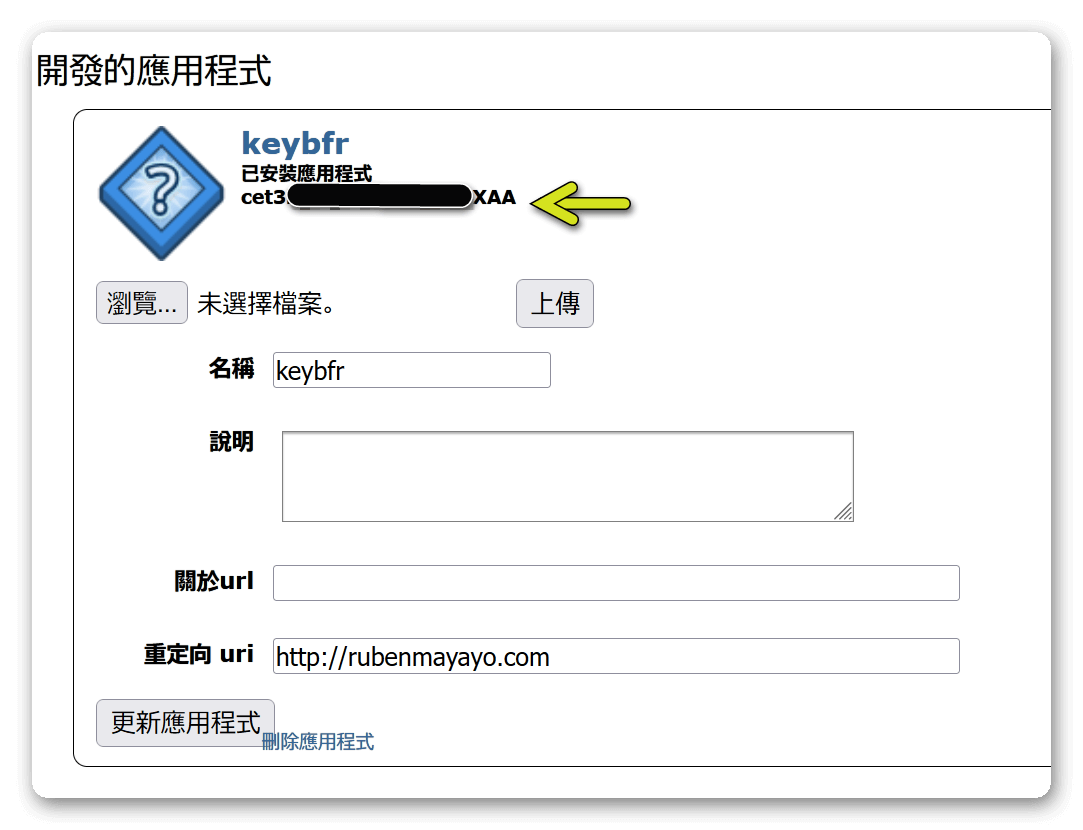 開發的應用程式
keybfr
已安裝應用程式
cet3 XAA
瀏覽... 未選擇檔案。 上傳
名稱 keybfr
說明
關於url
重定向 uri http://rubenmayayo.com
更新應用程式 刪除應用程式